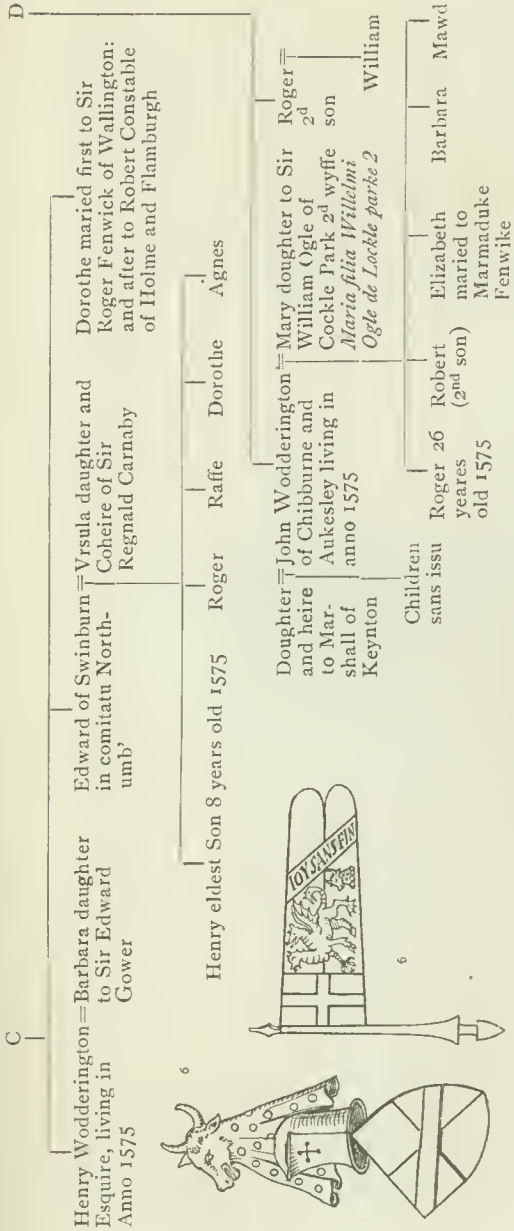 C
D
Henry Wodderington = Barbara daughter
Esquire, living in
Anno 1575
to Sir Edward
Gower
Edward of Swinburn = Vrsula daughter and
in comitatu North-
umb'
Coheire of Sir
Regnald Carnaby
Dorothe maried first to Sir
Roger Fenwick of Wallington:
and after to Robert Constable
of Holme and Flamburgh
Henry eldest Son 8 years old 1575
Roger
Raffe
Dorothe
Agnes
Doughter = John Wodderington = Mary doughter to Sir
and heire
to Mar-
shall of
Keynton
of Chibburne and
Aukesley living in
anno 1575
William Ogle of
Cockle Park 2d wyffe
Maria filia Willelmi
Ogle de Lockle parke 2
Roger =
2d
son
William
Children
sans issu
Roger 26
yeares
old 1575
Robert
(2nd son)
Elizabeth
maried to
Marmaduke
Fenwike
Barbara
Mawd
6
IOY SANS FIN
6